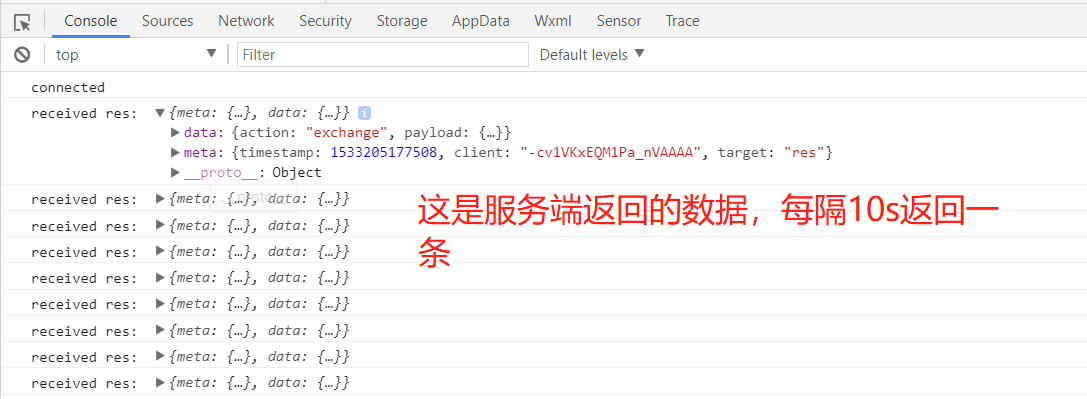 Console Sources Network Security Storage AppData Wxml Sensor Trace
top Filter Default levels
connected
received res: {meta: {…}, data: {…}} i
data: {action: "exchange", payload: {…}}
meta: {timestamp: 1533205177508, client: "-cv1VKxEQM1Pa_nVAAAA", target: "res"}
__proto__: Object
received res: {meta: {…}, data: {…}}
received res: {meta: {…}, data: {…}}
received res: {meta: {…}, data: {…}}
received res: {meta: {…}, data: {…}}
received res: {meta: {…}, data: {…}}
received res: {meta: {…}, data: {…}}
received res: {meta: {…}, data: {…}}
received res: {meta: {…}, data: {…}}
这是服务端返回的数据，每隔10s返回一
条